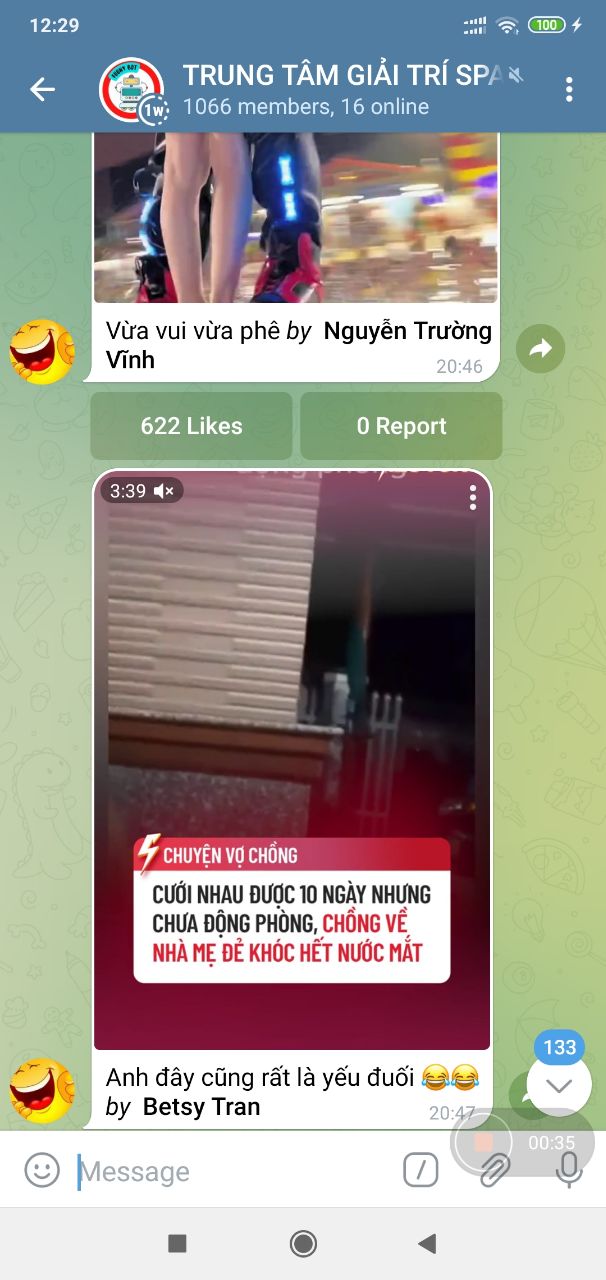 12:29
100
TRUNG TÂM GIẢI TRÍ SPA
1W
1066 members, 16 online
Vừa vui vừa phê by Nguyễn Trường
Vĩnh
20:46
622 Likes
0 Report
3:39
CHUYỆN VỢ CHỒNG
CƯỚI NHAU ĐƯỢC 10 NGÀY NHƯNG
CHƯA ĐỘNG PHÒNG, CHỒNG VỀ
NHÀ MẸ ĐẺ KHÓC HẾT NƯỚC MẮT
133
Anh đây cũng rất là yếu đuối 😂😂
by Betsy Tran
20:47
00:35
Message